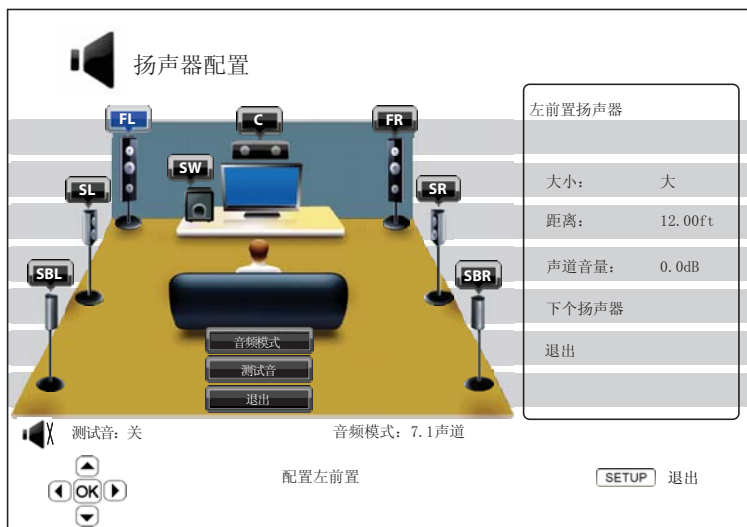 扬声器配置
FL
C
FR
SW
SL
SR
SBL
SBR
音频模式
测试音
退出
左前置扬声器
大小： 大
距离： 12.00ft
声道音量： 0.0dB
下个扬声器
退出
测试音：关
音频模式：7.1声道
OK
配置左前置
SETUP 退出